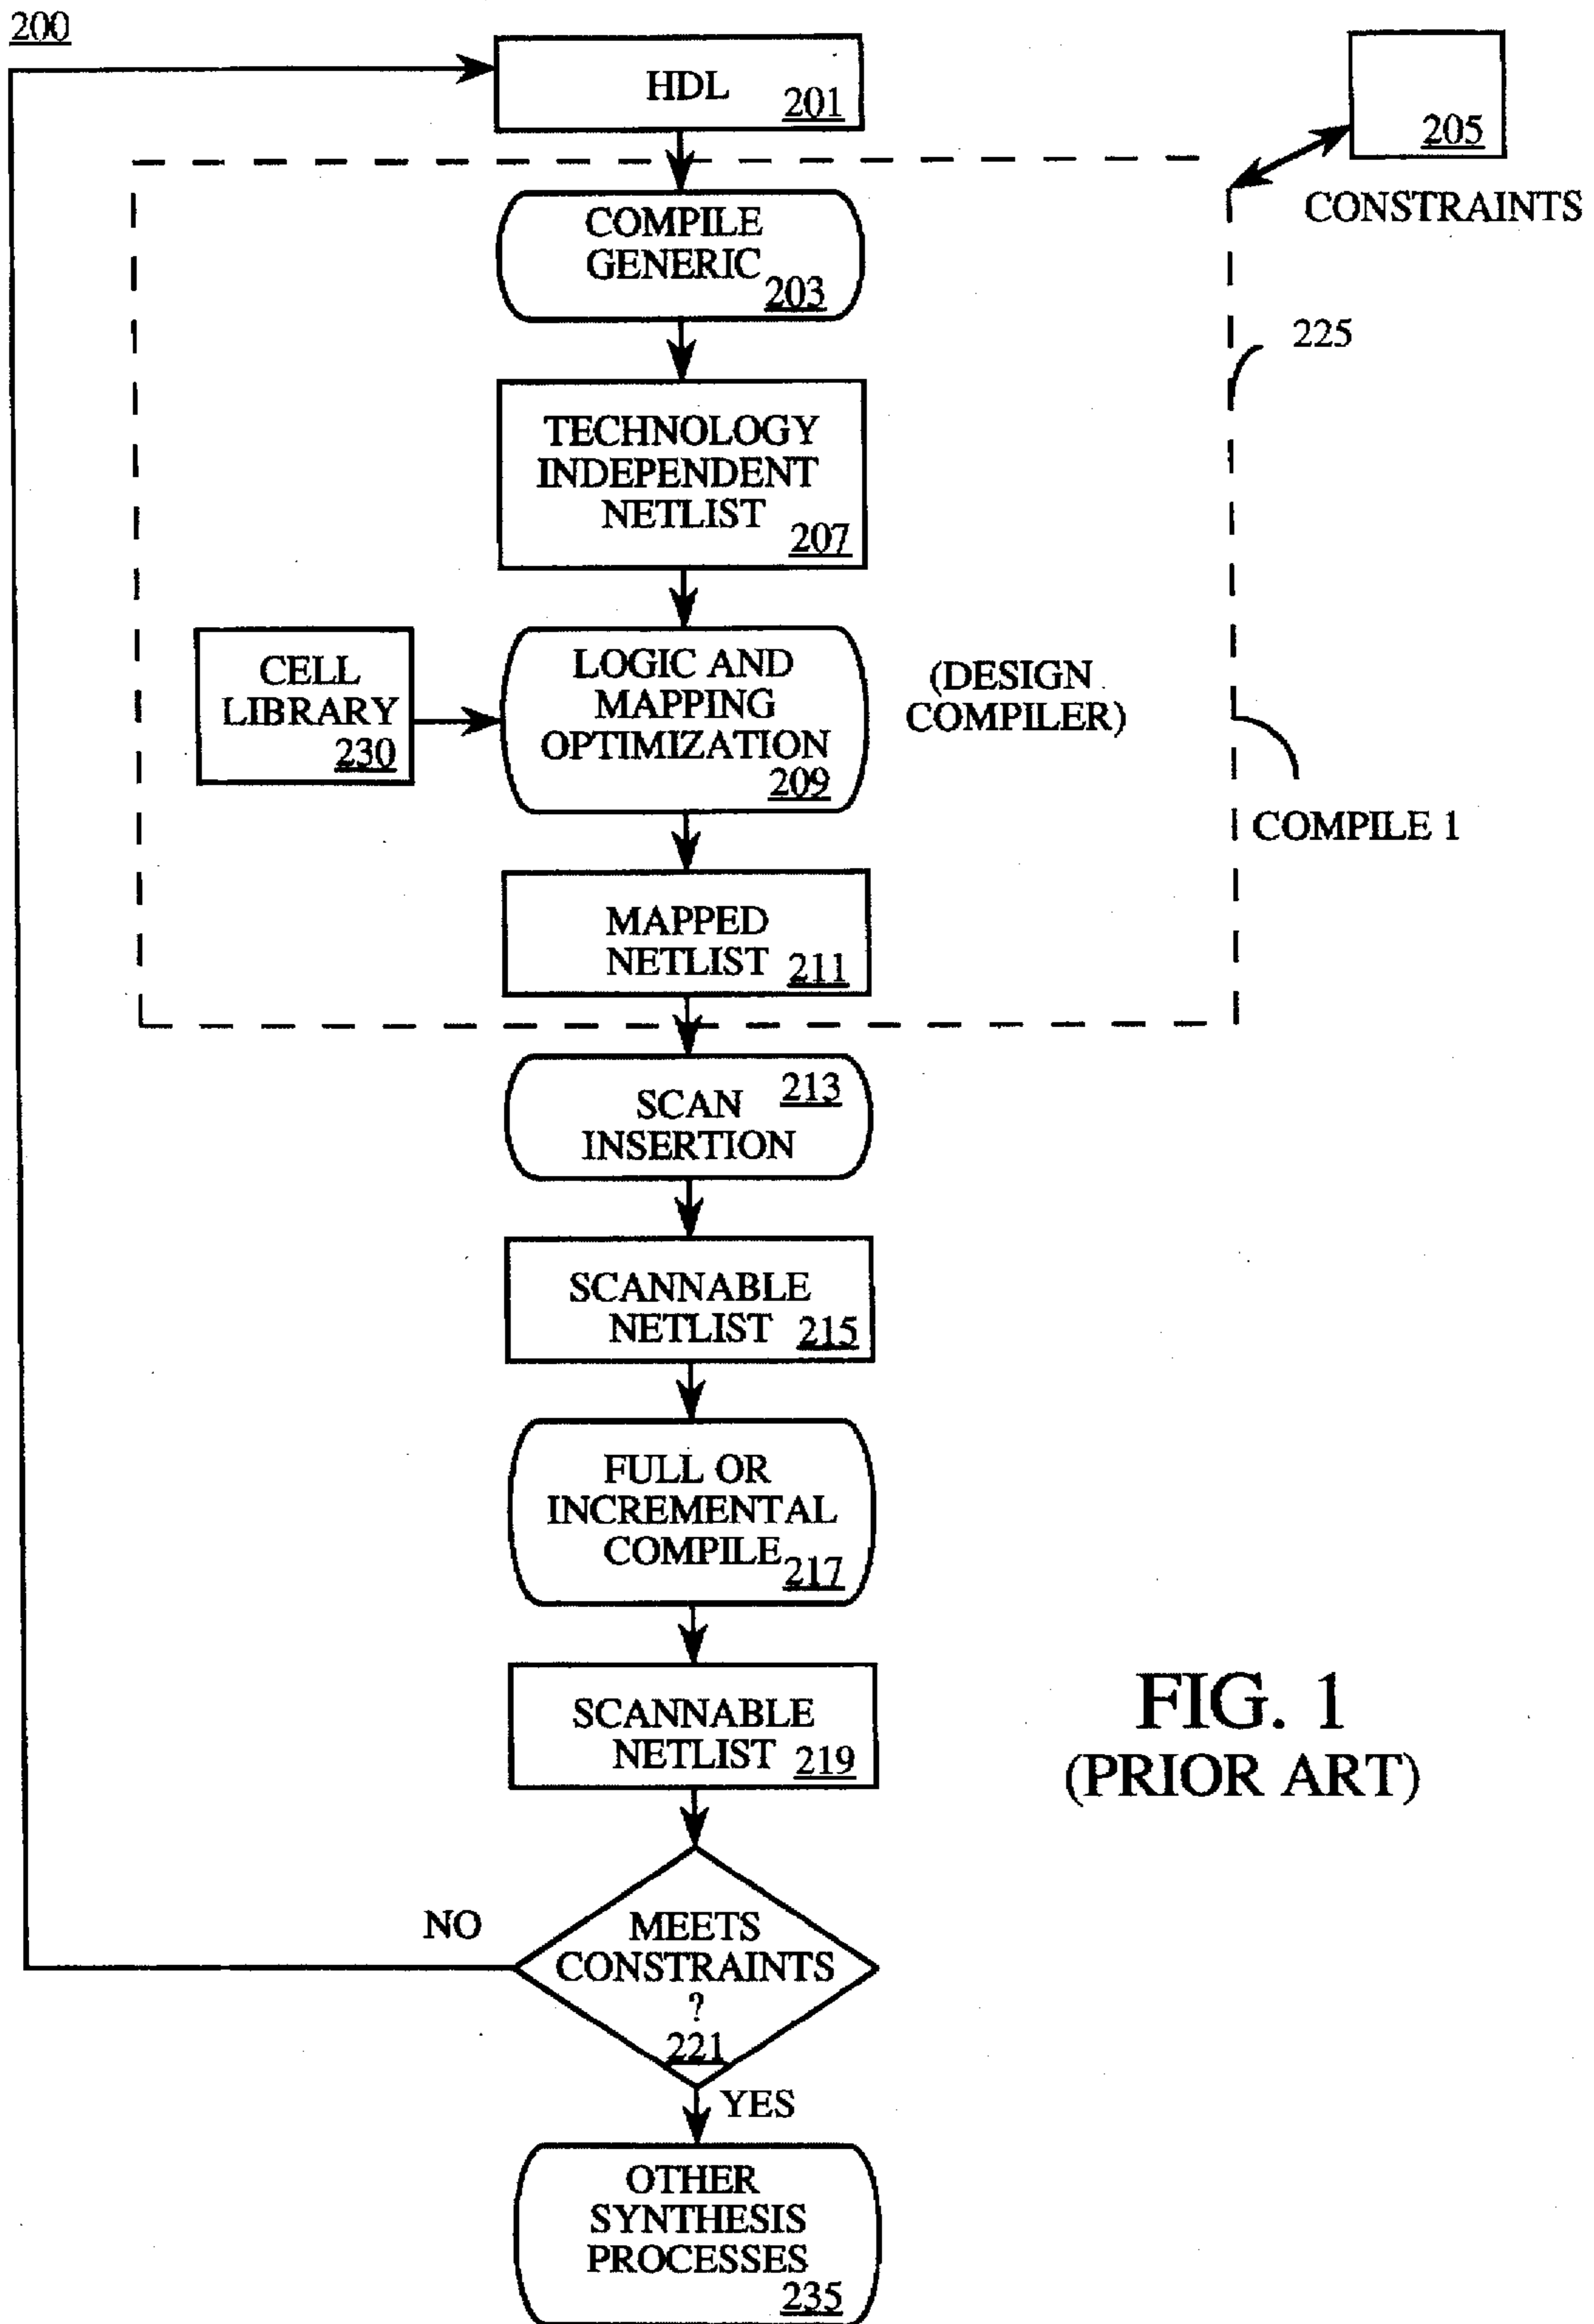 200
HDL
201
205
CONSTRAINTS
COMPILE
GENERIC
203
225
TECHNOLOGY
INDEPENDENT
NETLIST
207
CELL
LIBRARY
230
LOGIC AND
MAPPING
OPTIMIZATION
209
(DESIGN
COMPILER)
COMPILE 1
MAPPED
NETLIST
211
213
SCAN
INSERTION
SCANNABLE
NETLIST
215
FULL OR
INCREMENTAL
COMPILE
217
SCANNABLE
NETLIST
219
FIG. 1
(PRIOR ART)
NO
MEETS
CONSTRAINTS
?
221
YES
OTHER
SYNTHESIS
PROCESSES
235